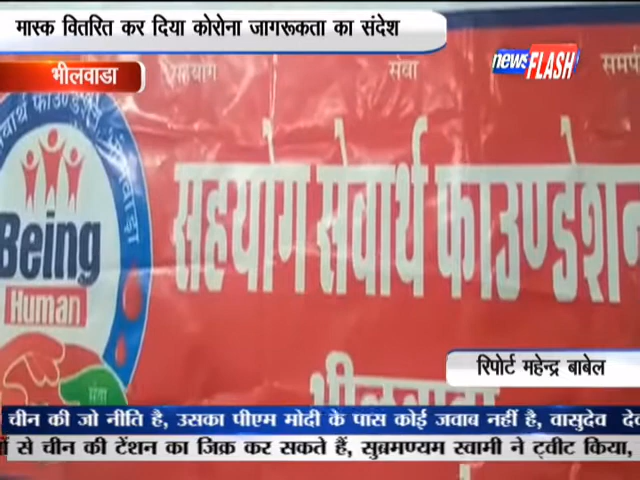 मास्क वितरित कर दिया कोरोना जागरूकता का संदेश
news FLASH
भीलवाडा
सहयोग सेवा
सहयोग सेवार्थ फाउण्डेशन
Being
Human
सेवा
रिपोर्ट महेन्द्र बाबेल
भीलवाडा
चीन की जो नीति है, उसका पीएम मोदी के पास कोई जवाब नहीं है, वासुदेव
से चीन की टेंशन का जिक्र कर सकते हैं, सुब्रमण्यम स्वामी ने ट्वीट किया,